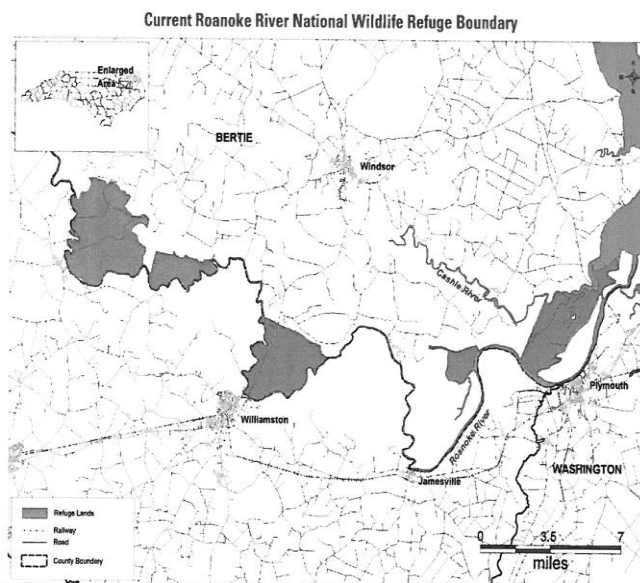 Current Roanoke River National Wildlife Refuge Boundary
Enlarged
Area
BERTIE
Windsor
Cashie River
Plymouth
Williamston
Roanoke River
Jamesville
WASHINGTON
Refuge Lands
Railway
Road
County Boundary
0 3.5 7
miles